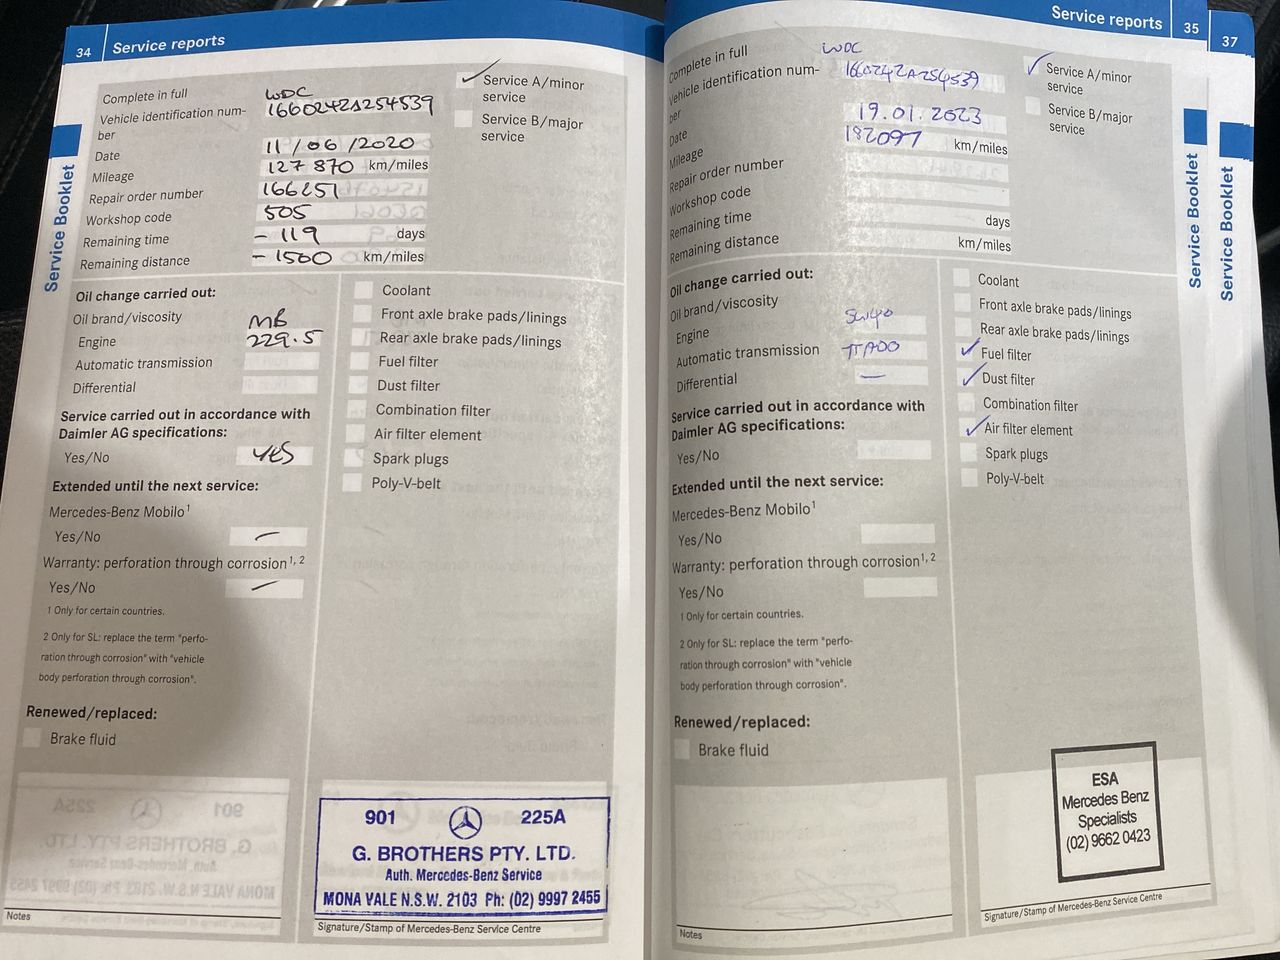 34 Service reports
Complete in full
Vehicle identification num-
ber
WDC
1660242A254539
Date 11/06/2020
Mileage 127 870 km/miles
Repair order number 166251
Workshop code 505
Remaining time - 119 days
Remaining distance - 1500 km/miles
✓ Service A/minor
service
Service B/major
service
Service Booklet
Oil change carried out:
Oil brand/viscosity MB
Engine 229.5
Automatic transmission
Differential
Service carried out in accordance with
Daimler AG specifications:
Yes/No YES
Extended until the next service:
Mercedes-Benz Mobilo1
Yes/No —
Warranty: perforation through corrosion1, 2
Yes/No —
1 Only for certain countries.
2 Only for SL: replace the term "perfo-
ration through corrosion" with "vehicle
body perforation through corrosion".
Renewed/replaced:
Brake fluid
Coolant
Front axle brake pads/linings
Rear axle brake pads/linings
Fuel filter
Dust filter
Combination filter
Air filter element
Spark plugs
Poly-V-belt
901 225A
G. BROTHERS PTY. LTD.
Auth. Mercedes-Benz Service
MONA VALE N.S.W. 2103 Ph: (02) 9997 2455
Notes
Signature/Stamp of Mercedes-Benz Service Centre
Service reports 35
37
Complete in full
Vehicle identification num-
ber
WDC
1660242A254539
Date 19.01.2023
Mileage 182097 km/miles
Repair order number
Workshop code
Remaining time days
Remaining distance km/miles
✓ Service A/minor
service
Service B/major
service
Service Booklet
Service Booklet
Oil change carried out:
Oil brand/viscosity
Engine 5W40
Automatic transmission
Differential —
Service carried out in accordance with
Daimler AG specifications:
Yes/No
Extended until the next service:
Mercedes-Benz Mobilo1
Yes/No
Warranty: perforation through corrosion1, 2
Yes/No
1 Only for certain countries.
2 Only for SL: replace the term "perfo-
ration through corrosion" with "vehicle
body perforation through corrosion".
Renewed/replaced:
Brake fluid
Coolant
Front axle brake pads/linings
Rear axle brake pads/linings
✓ Fuel filter
✓ Dust filter
Combination filter
✓ Air filter element
Spark plugs
Poly-V-belt
ESA
Mercedes Benz
Specialists
(02) 9662 0423
Notes
Signature/Stamp of Mercedes-Benz Service Centre